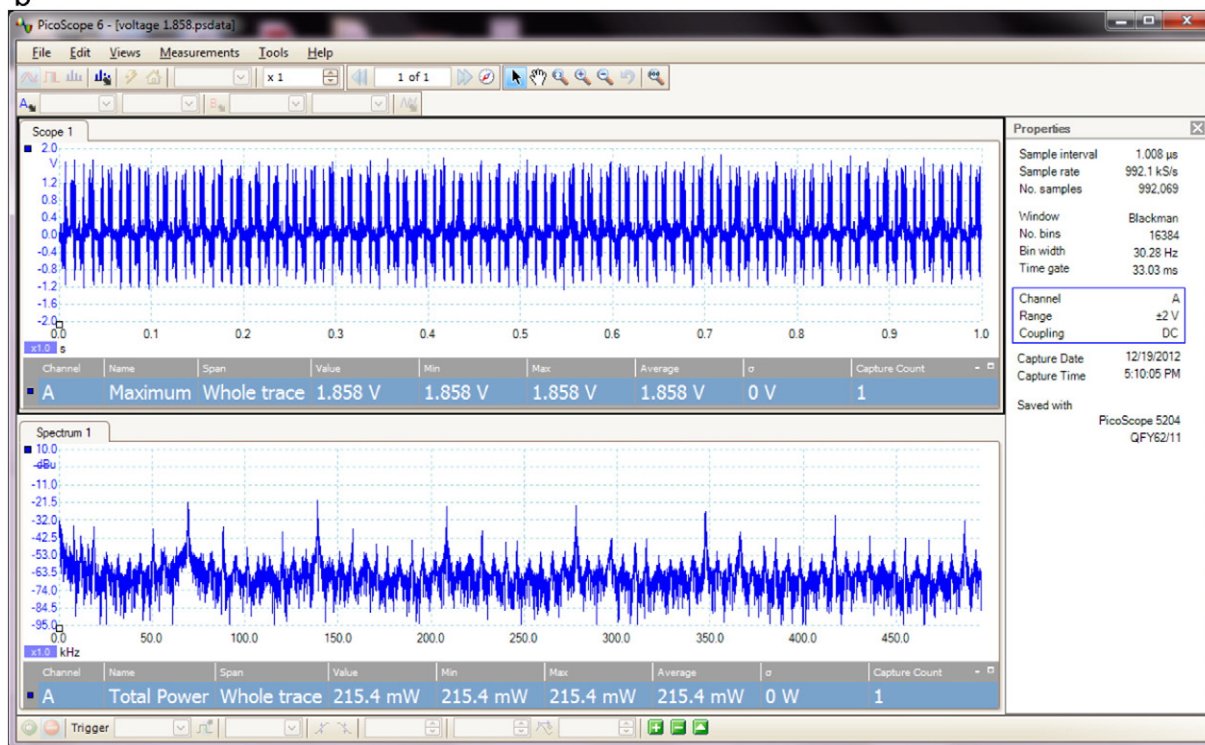 b
PicoScope 6 - [voltage 1.858.psdata]
File Edit Views Measurements Tools Help
x 1 1 of 1
A B
Scope 1
2.0
V
1.2
0.8
0.4
0.0
-0.4
-0.8
-1.2
-1.6
-2.0
0.0 0.1 0.2 0.3 0.4 0.5 0.6 0.7 0.8 0.9 1.0
x1.0 s
Channel Name Span Value Min Max Average σ Capture Count
A Maximum Whole trace 1.858 V 1.858 V 1.858 V 1.858 V 0 V 1
Spectrum 1
10.0
dBu
-11.0
-21.5
-32.0
-42.5
-53.0
-63.5
-74.0
-84.5
-95.0
0.0 50.0 100.0 150.0 200.0 250.0 300.0 350.0 400.0 450.0
x1.0 kHz
Channel Name Span Value Min Max Average σ Capture Count
A Total Power Whole trace 215.4 mW 215.4 mW 215.4 mW 215.4 mW 0 W 1
Trigger
Properties
Sample interval 1.008 µs
Sample rate 992.1 kS/s
No. samples 992,069
Window Blackman
No. bins 16384
Bin width 30.28 Hz
Time gate 33.03 ms
Channel A
Range ±2 V
Coupling DC
Capture Date 12/19/2012
Capture Time 5:10:05 PM
Saved with
PicoScope 5204
QFY62/11